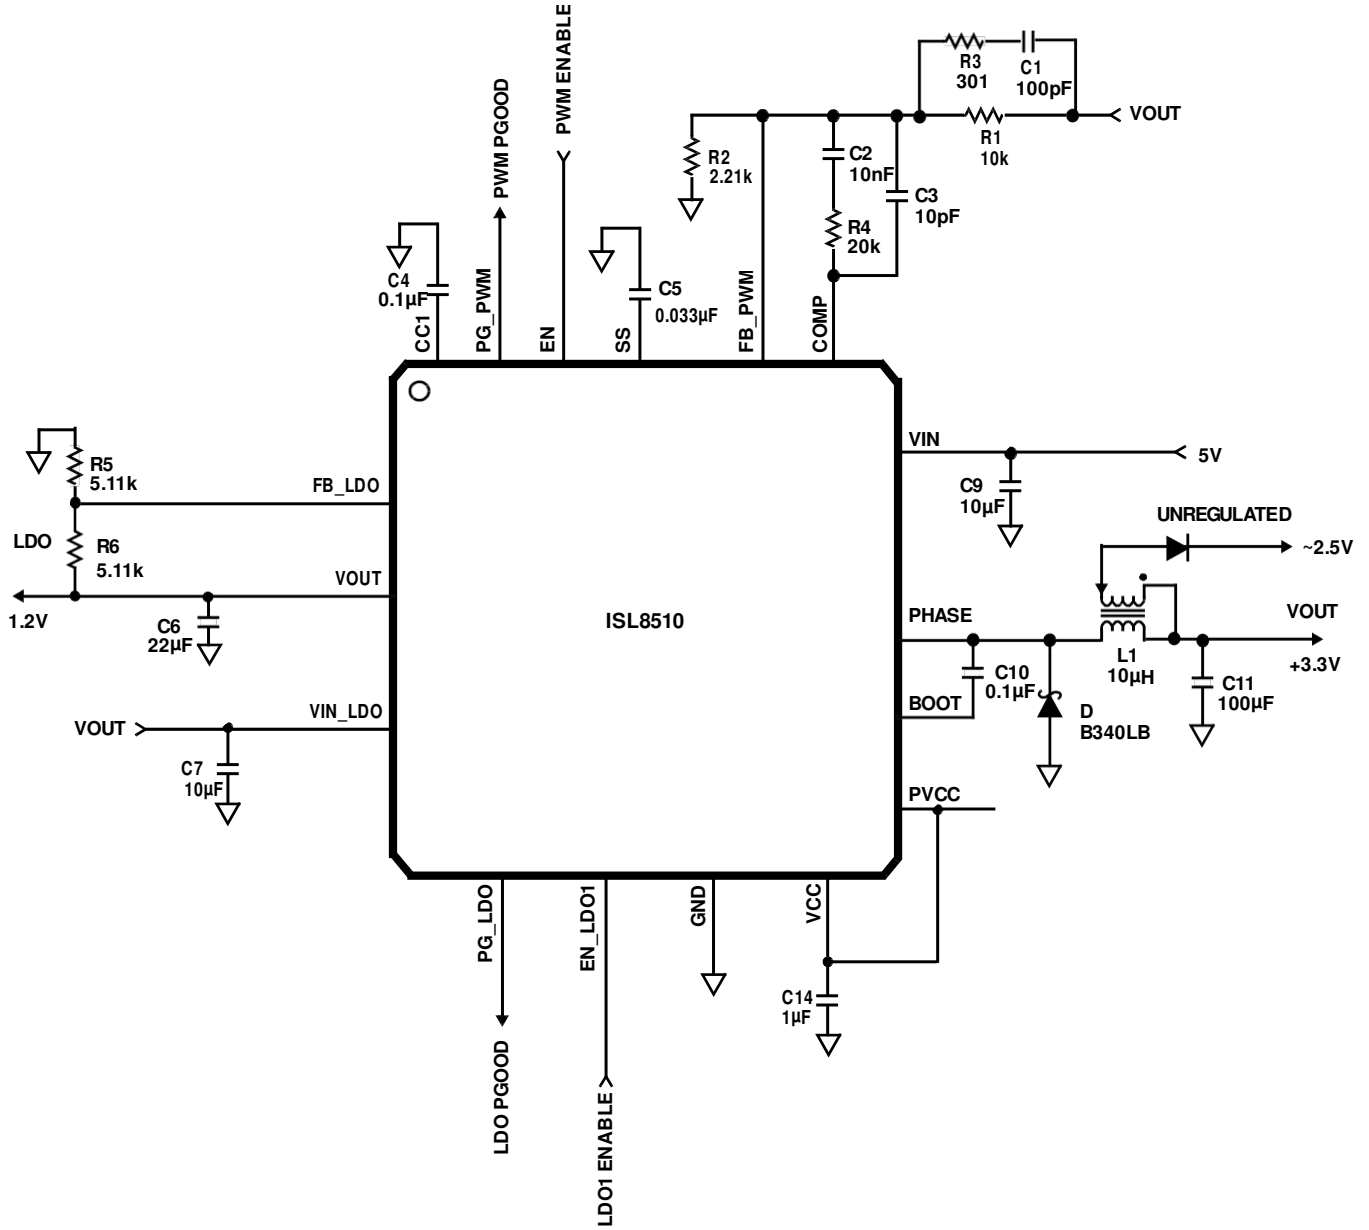 PWM ENABLE
PWM PGOOD
R3
301
C1
100pF
VOUT
R1
10k
R2
2.21k
C2
10nF
C3
10pF
R4
20k
C4
0.1µF
CC1
PG_PWM
EN
SS
C5
0.033µF
FB_PWM
COMP
R5
5.11k
FB_LDO
LDO
R6
5.11k
VOUT
1.2V
C6
22µF
VIN_LDO
VOUT
C7
10µF
ISL8510
VIN
5V
C9
10µF
UNREGULATED
~2.5V
PHASE
VOUT
+3.3V
L1
10µH
C10
0.1µF
C11
100µF
BOOT
D
B340LB
PVCC
PG_LDO
EN_LDO1
GND
VCC
C14
1µF
LDO PGOOD
LDO1 ENABLE